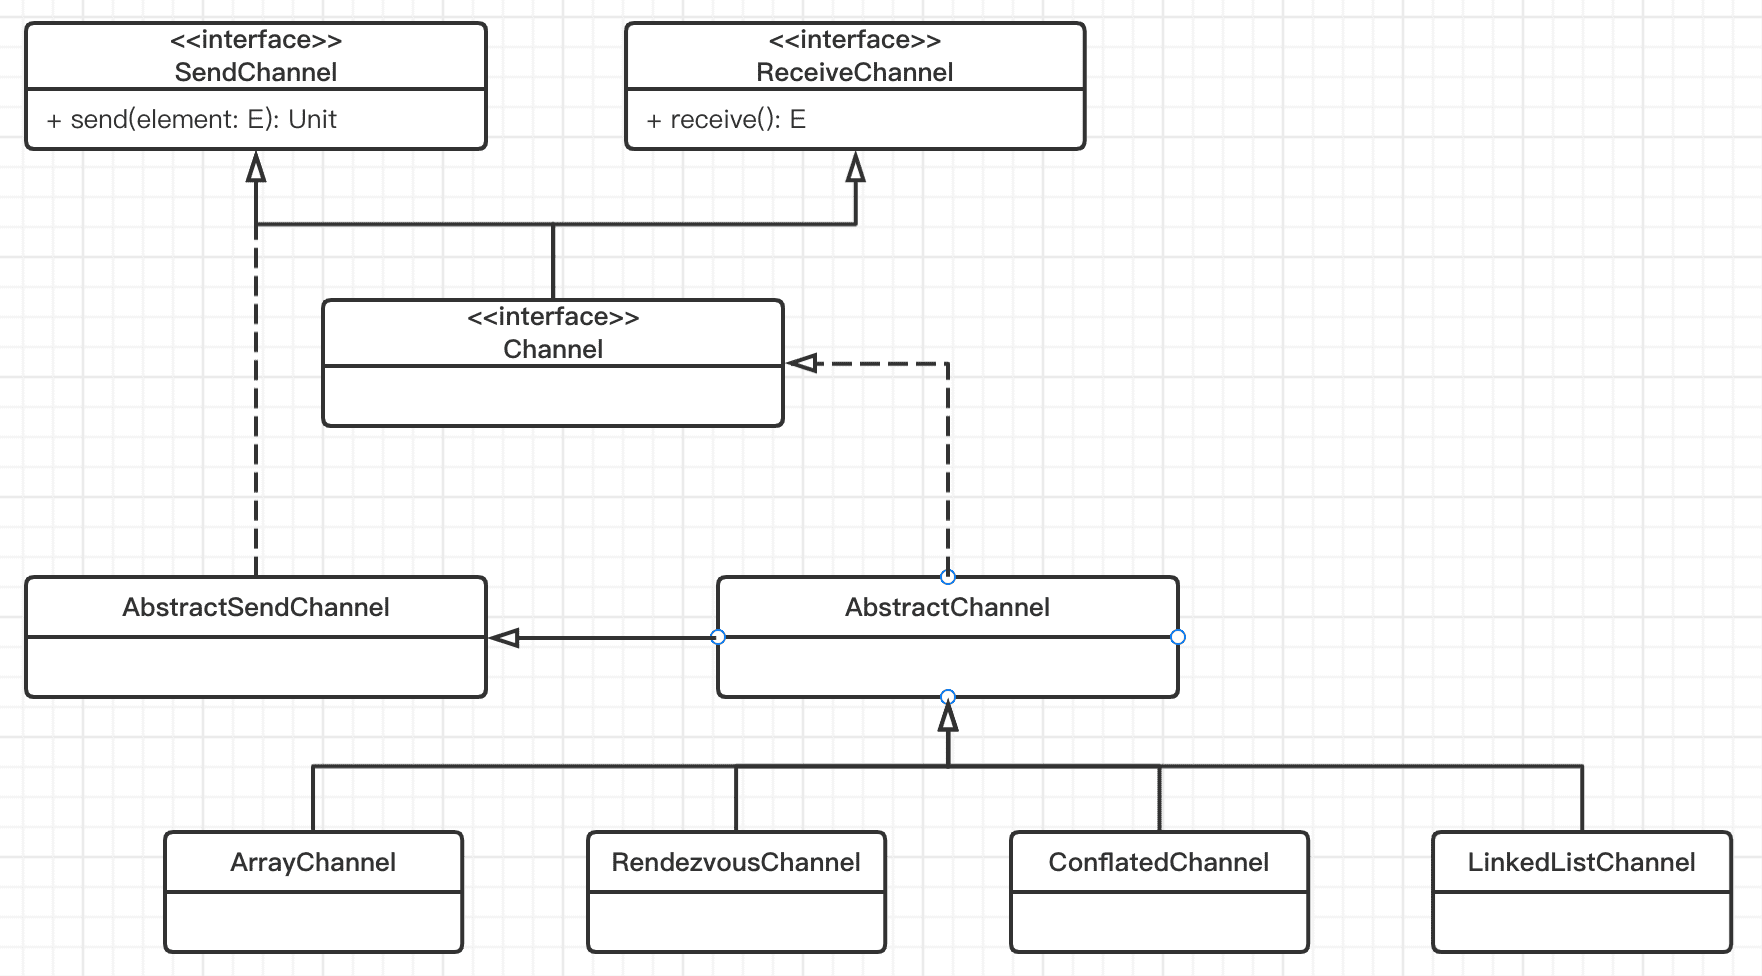 <<interface>>
SendChannel
+ send(element: E): Unit
<<interface>>
ReceiveChannel
+ receive(): E
<<interface>>
Channel
AbstractSendChannel
AbstractChannel
ArrayChannel
RendezvousChannel
ConflatedChannel
LinkedListChannel